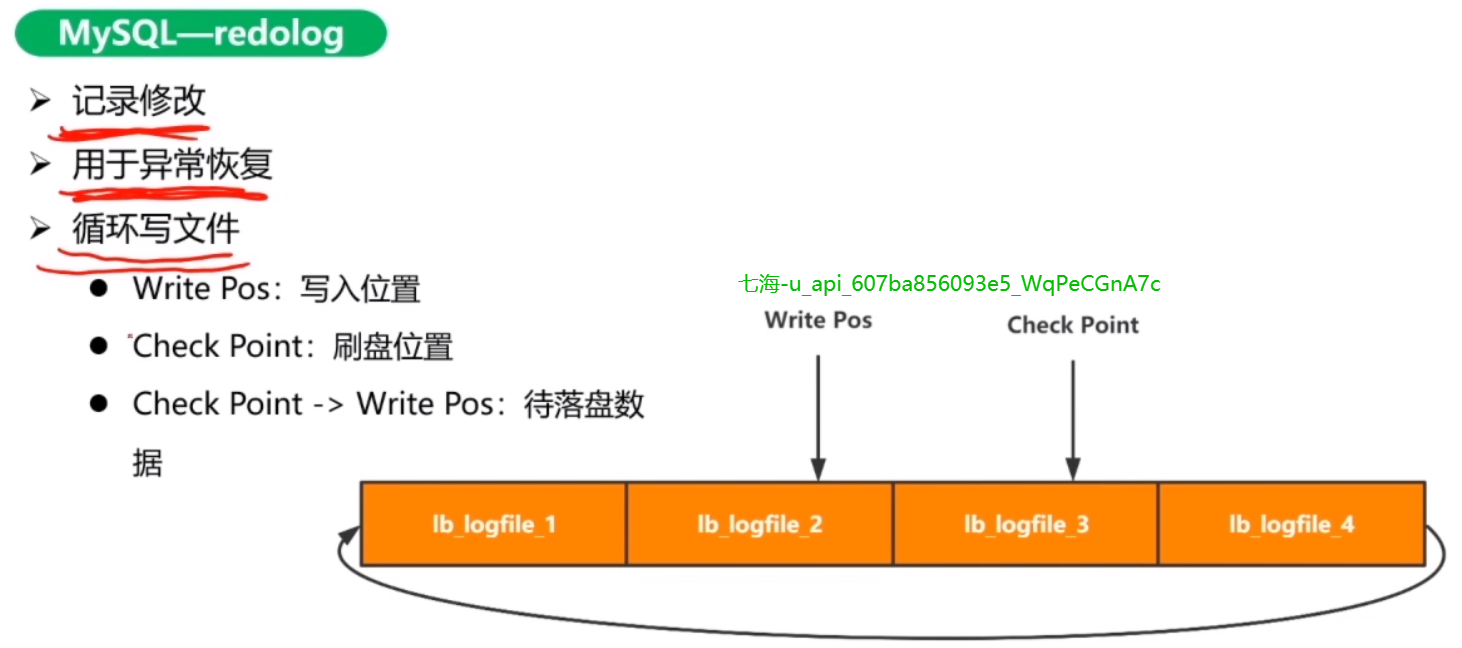 MySQL—redolog
记录修改
用于异常恢复
循环写文件
Write Pos：写入位置
Check Point：刷盘位置
Check Point -> Write Pos：待落盘数
据
七海-u_api_607ba856093e5_WqPeCGnA7c
Write Pos
Check Point
lb_logfile_1
lb_logfile_2
lb_logfile_3
lb_logfile_4